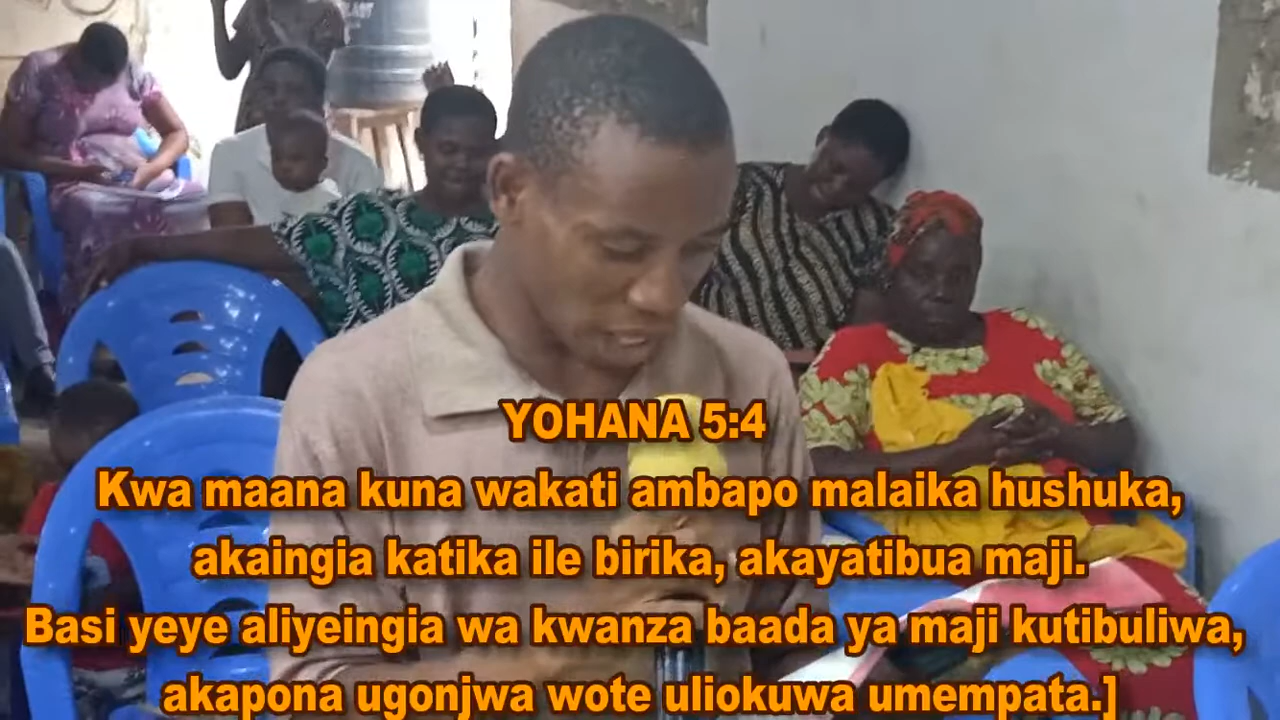 YOHANA 5:4
Kwa maana kuna wakati ambapo malaika hushuka,
akaingia katika ile birika, akayatibua maji.
Basi yeye aliyeingia wa kwanza baada ya maji kutibuliwa,
akapona ugonjwa wote uliokuwa umempata.]